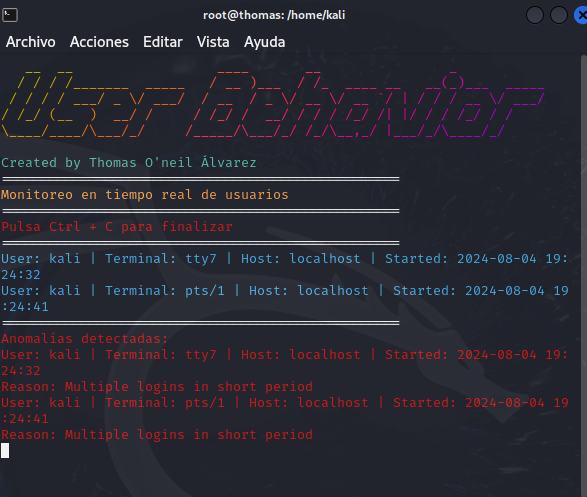 root@thomas: /home/kali
Archivo Acciones Editar Vista Ayuda
User Behavior
Created by Thomas O'neil Álvarez
==================================================
Monitoreo en tiempo real de usuarios
==================================================
Pulsa Ctrl + C para finalizar
==================================================
User: kali | Terminal: tty7 | Host: localhost | Started: 2024-08-04 19:
24:32
User: kali | Terminal: pts/1 | Host: localhost | Started: 2024-08-04 19
:24:41
==================================================
Anomalías detectadas:
User: kali | Terminal: tty7 | Host: localhost | Started: 2024-08-04 19:
24:32
Reason: Multiple logins in short period
User: kali | Terminal: pts/1 | Host: localhost | Started: 2024-08-04 19
:24:41
Reason: Multiple logins in short period